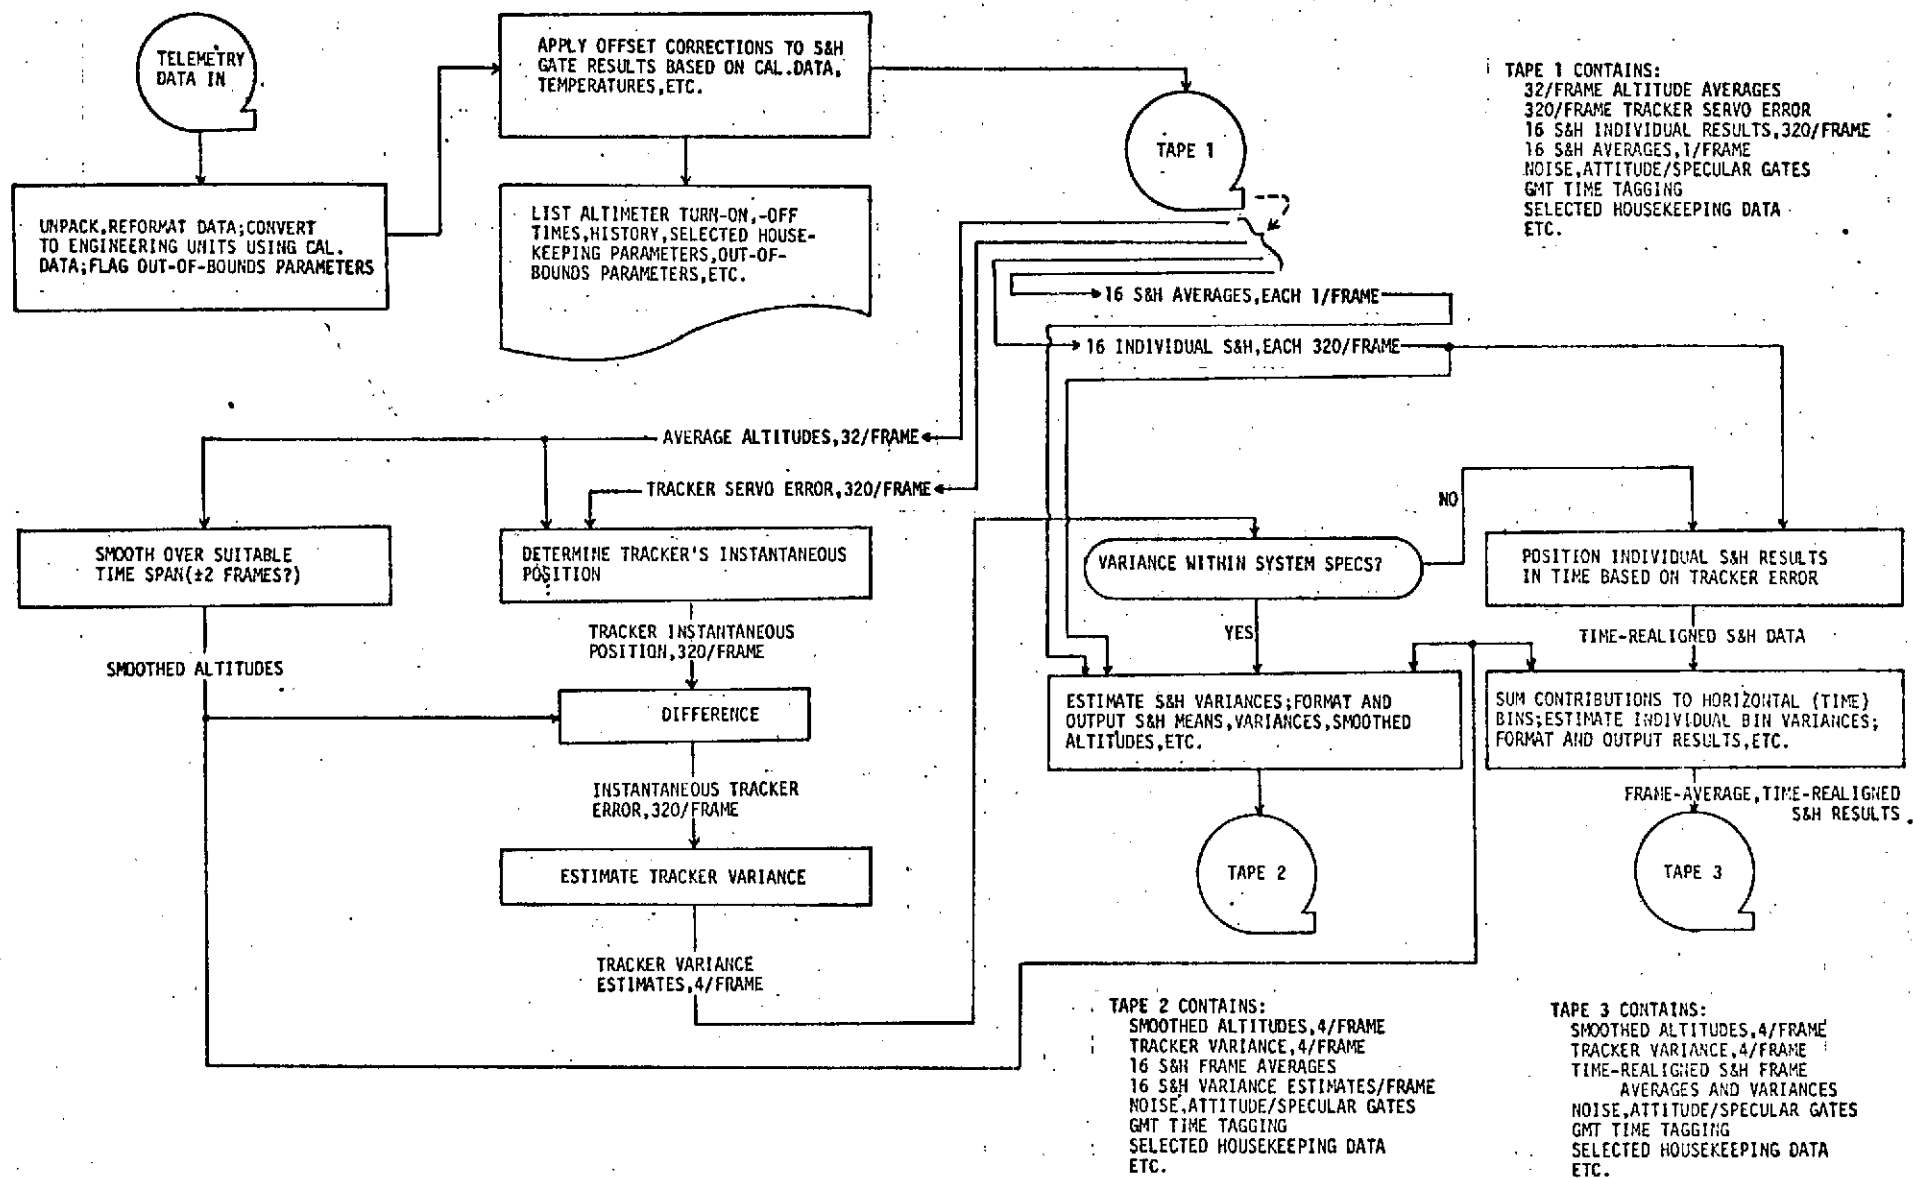 TELEMETRY
DATA IN
APPLY OFFSET CORRECTIONS TO S&H
GATE RESULTS BASED ON CAL.DATA,
TEMPERATURES,ETC.
TAPE 1
TAPE 1 CONTAINS:
32/FRAME ALTITUDE AVERAGES
320/FRAME TRACKER SERVO ERROR
16 S&H INDIVIDUAL RESULTS,320/FRAME
16 S&H AVERAGES,1/FRAME
NOISE,ATTITUDE/SPECULAR GATES
GMT TIME TAGGING
SELECTED HOUSEKEEPING DATA
ETC.
UNPACK,REFORMAT DATA;CONVERT
TO ENGINEERING UNITS USING CAL.
DATA;FLAG OUT-OF-BOUNDS PARAMETERS
LIST ALTIMETER TURN-ON,-OFF
TIMES,HISTORY,SELECTED HOUSE-
KEEPING PARAMETERS,OUT-OF-
BOUNDS PARAMETERS,ETC.
16 S&H AVERAGES,EACH 1/FRAME
16 INDIVIDUAL S&H,EACH 320/FRAME
AVERAGE ALTITUDES,32/FRAME
TRACKER SERVO ERROR,320/FRAME
NO
SMOOTH OVER SUITABLE
TIME SPAN(±2 FRAMES?)
DETERMINE TRACKER'S INSTANTANEOUS
POSITION
VARIANCE WITHIN SYSTEM SPECS?
POSITION INDIVIDUAL S&H RESULTS
IN TIME BASED ON TRACKER ERROR
YES
TRACKER INSTANTANEOUS
POSITION,320/FRAME
TIME-REALIGNED S&H DATA
SMOOTHED ALTITUDES
DIFFERENCE
ESTIMATE S&H VARIANCES;FORMAT AND
OUTPUT S&H MEANS,VARIANCES,SMOOTHED
ALTITUDES,ETC.
SUM CONTRIBUTIONS TO HORIZONTAL (TIME)
BINS;ESTIMATE INDIVIDUAL BIN VARIANCES;
FORMAT AND OUTPUT RESULTS,ETC.
INSTANTANEOUS TRACKER
ERROR,320/FRAME
FRAME-AVERAGE,TIME-REALIGNED
S&H RESULTS
ESTIMATE TRACKER VARIANCE
TAPE 2
TAPE 3
TRACKER VARIANCE
ESTIMATES,4/FRAME
TAPE 2 CONTAINS:
SMOOTHED ALTITUDES,4/FRAME
TRACKER VARIANCE,4/FRAME
16 S&H FRAME AVERAGES
16 S&H VARIANCE ESTIMATES/FRAME
NOISE,ATTITUDE/SPECULAR GATES
GMT TIME TAGGING
SELECTED HOUSEKEEPING DATA
ETC.
TAPE 3 CONTAINS:
SMOOTHED ALTITUDES,4/FRAME
TRACKER VARIANCE,4/FRAME
TIME-REALIGNED S&H FRAME
AVERAGES AND VARIANCES
NOISE,ATTITUDE/SPECULAR GATES
GMT TIME TAGGING
SELECTED HOUSEKEEPING DATA
ETC.